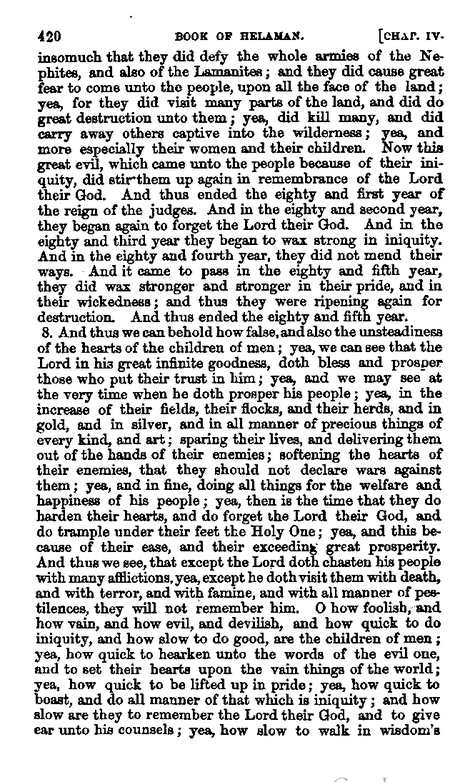 420 BOOK OF HELAMAN. [CHAP. IV.
insomuch that they did defy the whole armies of the Ne-
phites, and also of the Lamanites; and they did cause great
fear to come unto the people, upon all the face of the land;
yea, for they did visit many parts of the land, and did do
great destruction unto them; yea, did kill many, and did
carry away others captive into the wilderness; yea, and
more especially their women and their children. Now this
great evil, which came unto the people because of their ini-
quity, did stir them up again in remembrance of the Lord
their God. And thus ended the eighty and first year of
the reign of the judges. And in the eighty and second year,
they began again to forget the Lord their God. And in the
eighty and third year they began to wax strong in iniquity.
And in the eighty and fourth year, they did not mend their
ways. And it came to pass in the eighty and fifth year,
they did wax stronger and stronger in their pride, and in
their wickedness; and thus they were ripening again for
destruction. And thus ended the eighty and fifth year.
8. And thus we can behold how false, and also the unsteadiness
of the hearts of the children of men; yea, we can see that the
Lord in his great infinite goodness, doth bless and prosper
those who put their trust in him; yea, and we may see at
the very time when he doth prosper his people; yea, in the
increase of their fields, their flocks, and their herds, and in
gold, and in silver, and in all manner of precious things of
every kind, and art; sparing their lives, and delivering them
out of the hands of their enemies; softening the hearts of
their enemies, that they should not declare wars against
them; yea, and in fine, doing all things for the welfare and
happiness of his people; yea, then is the time that they do
harden their hearts, and do forget the Lord their God, and
do trample under their feet the Holy One; yea, and this be-
cause of their ease, and their exceeding great prosperity.
And thus we see, that except the Lord doth chasten his people
with many afflictions, yea, except he doth visit them with death,
and with terror, and with famine, and with all manner of pes-
tilences, they will not remember him. O how foolish, and
how vain, and how evil, and devilish, and how quick to do
iniquity, and how slow to do good, are the children of men;
yea, how quick to hearken unto the words of the evil one,
and to set their hearts upon the vain things of the world;
yea, how quick to be lifted up in pride; yea, how quick to
boast, and do all manner of that which is iniquity; and how
slow are they to remember the Lord their God, and to give
ear unto his counsels; yea, how slow to walk in wisdom's